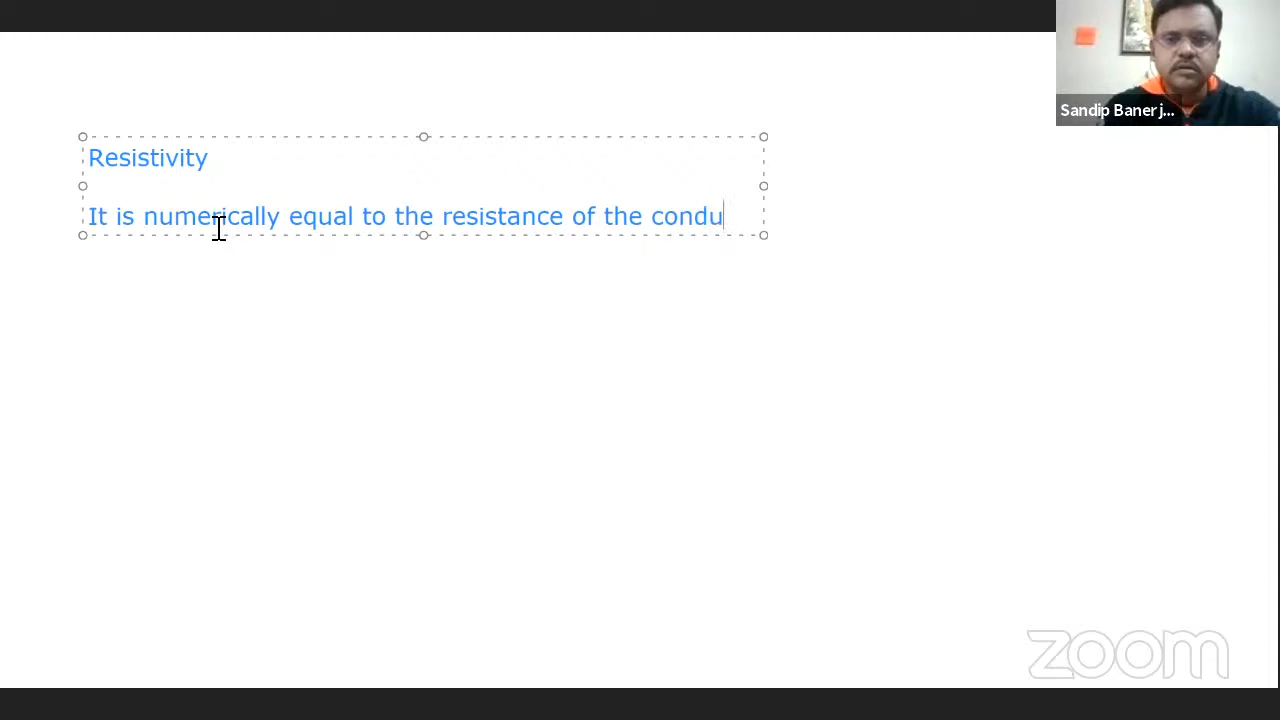 Sandip Banerj...
Resistivity
It is numerically equal to the resistance of the condu
zoom